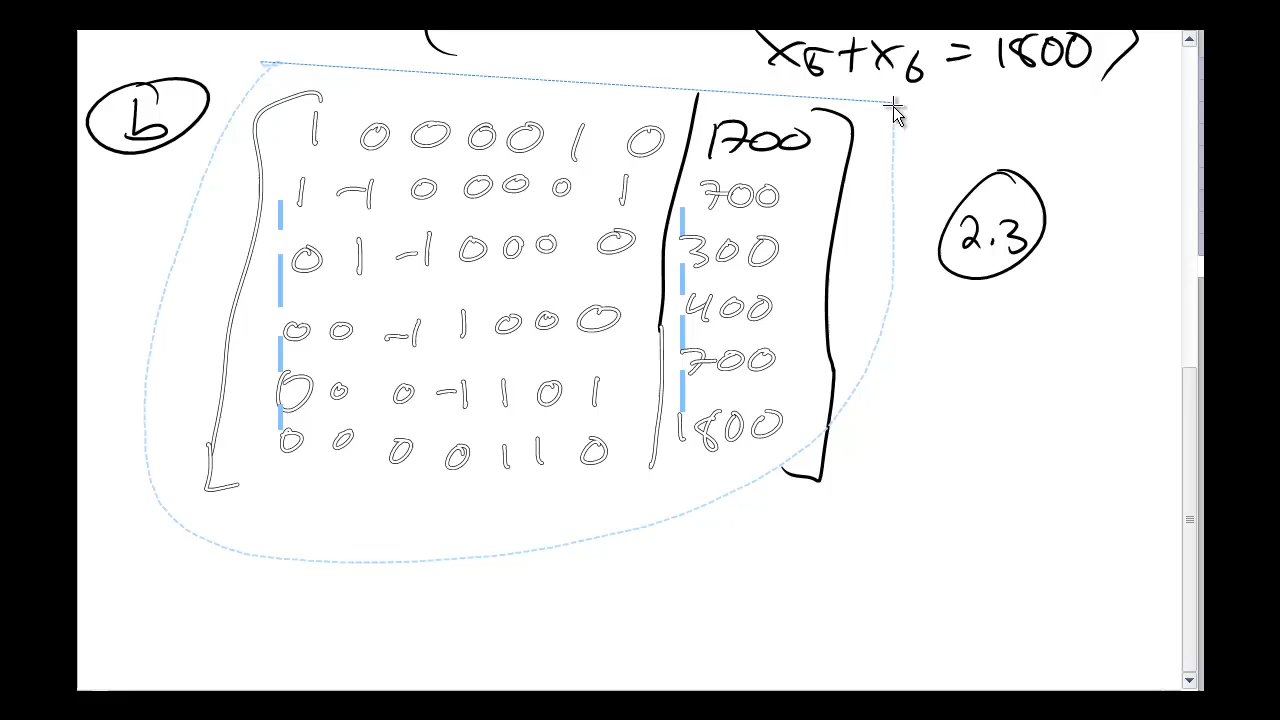 x5+x6 = 1800)
b
1 0 0 0 0 1 0 | 1700
1 -1 0 0 0 0 1 700
0 1 -1 0 0 0 0 300
2.3
0 0 -1 1 0 0 0 400
0 0 0 -1 1 0 1 700
0 0 0 0 1 1 0 1800